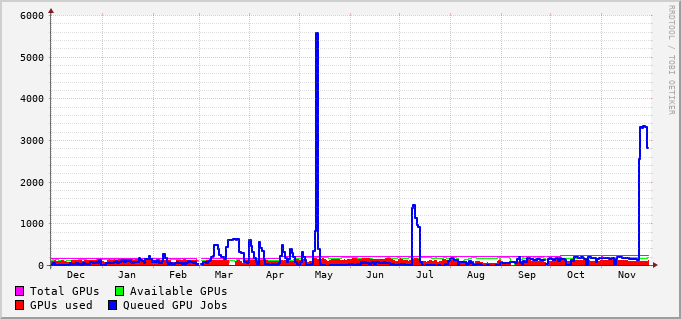 6000
5000
4000
3000
2000
1000
0
Dec Jan Feb Mar Apr May Jun Jul Aug Sep Oct Nov
Total GPUs Available GPUs
GPUs used Queued GPU Jobs
RRDTOOL / TOBI OETIKER